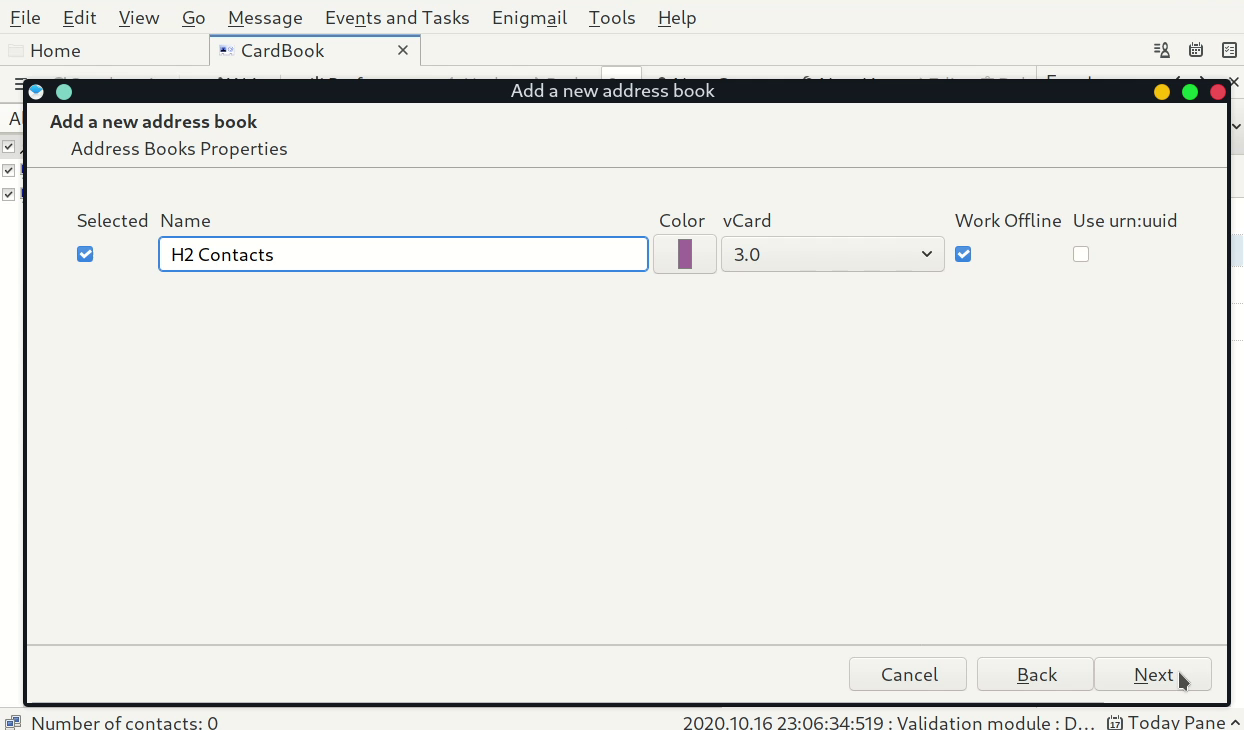 File Edit View Go Message Events and Tasks Enigmail Tools Help
Home CardBook
Add a new address book
Add a new address book
Address Books Properties
Selected Name Color vCard Work Offline Use urn:uuid
H2 Contacts 3.0
Cancel Back Next
Number of contacts: 0 2020.10.16 23:06:34:519 : Validation module : D... Today Pane